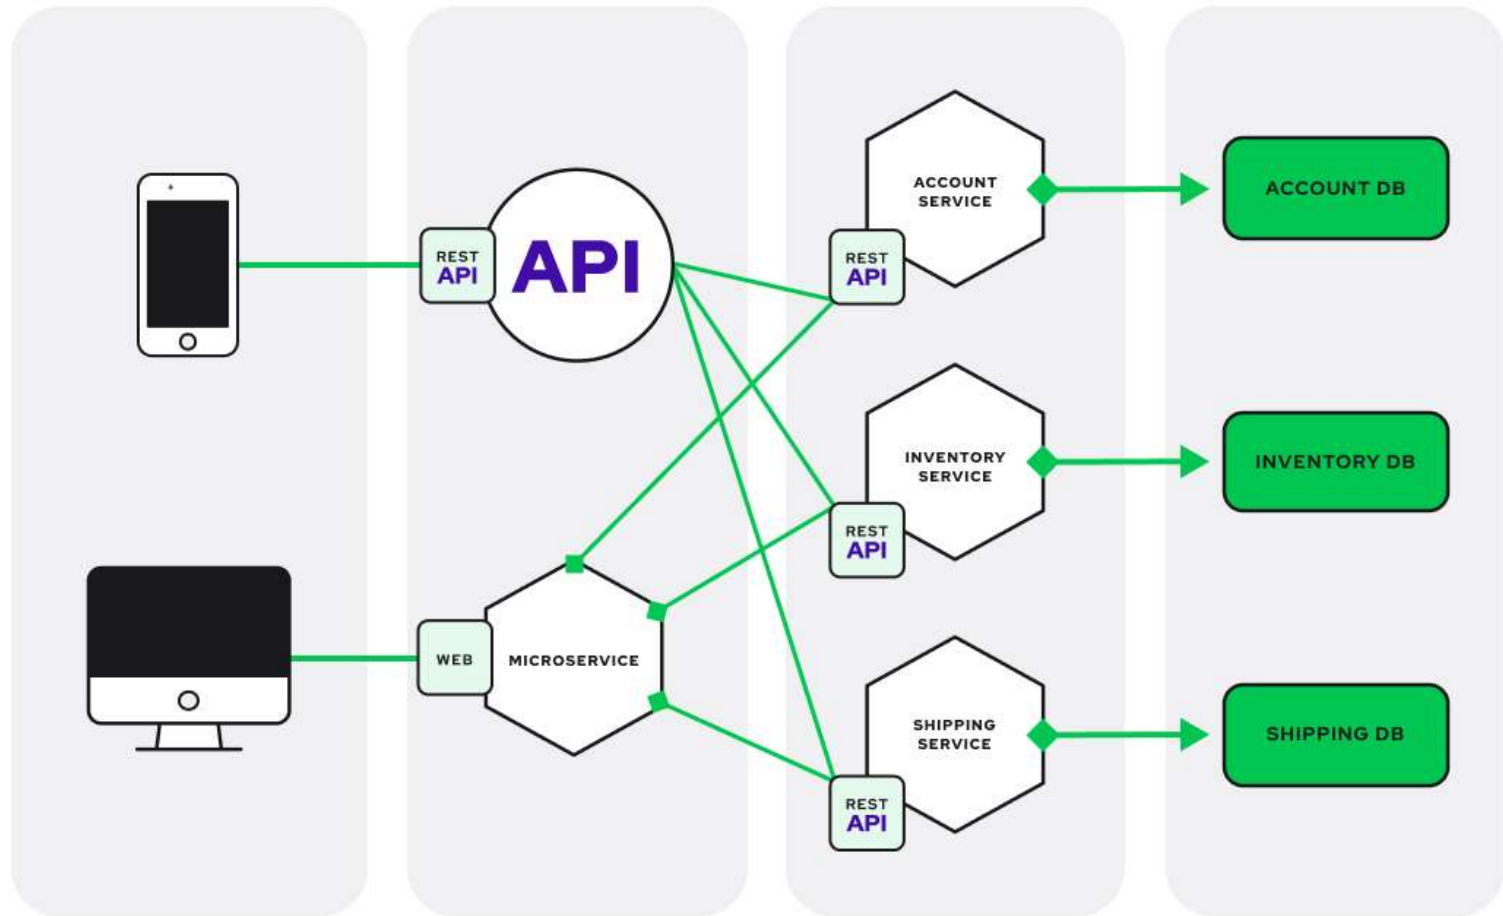 REST
API
API
WEB
MICROSERVICE
ACCOUNT
SERVICE
REST
API
INVENTORY
SERVICE
REST
API
SHIPPING
SERVICE
REST
API
ACCOUNT DB
INVENTORY DB
SHIPPING DB